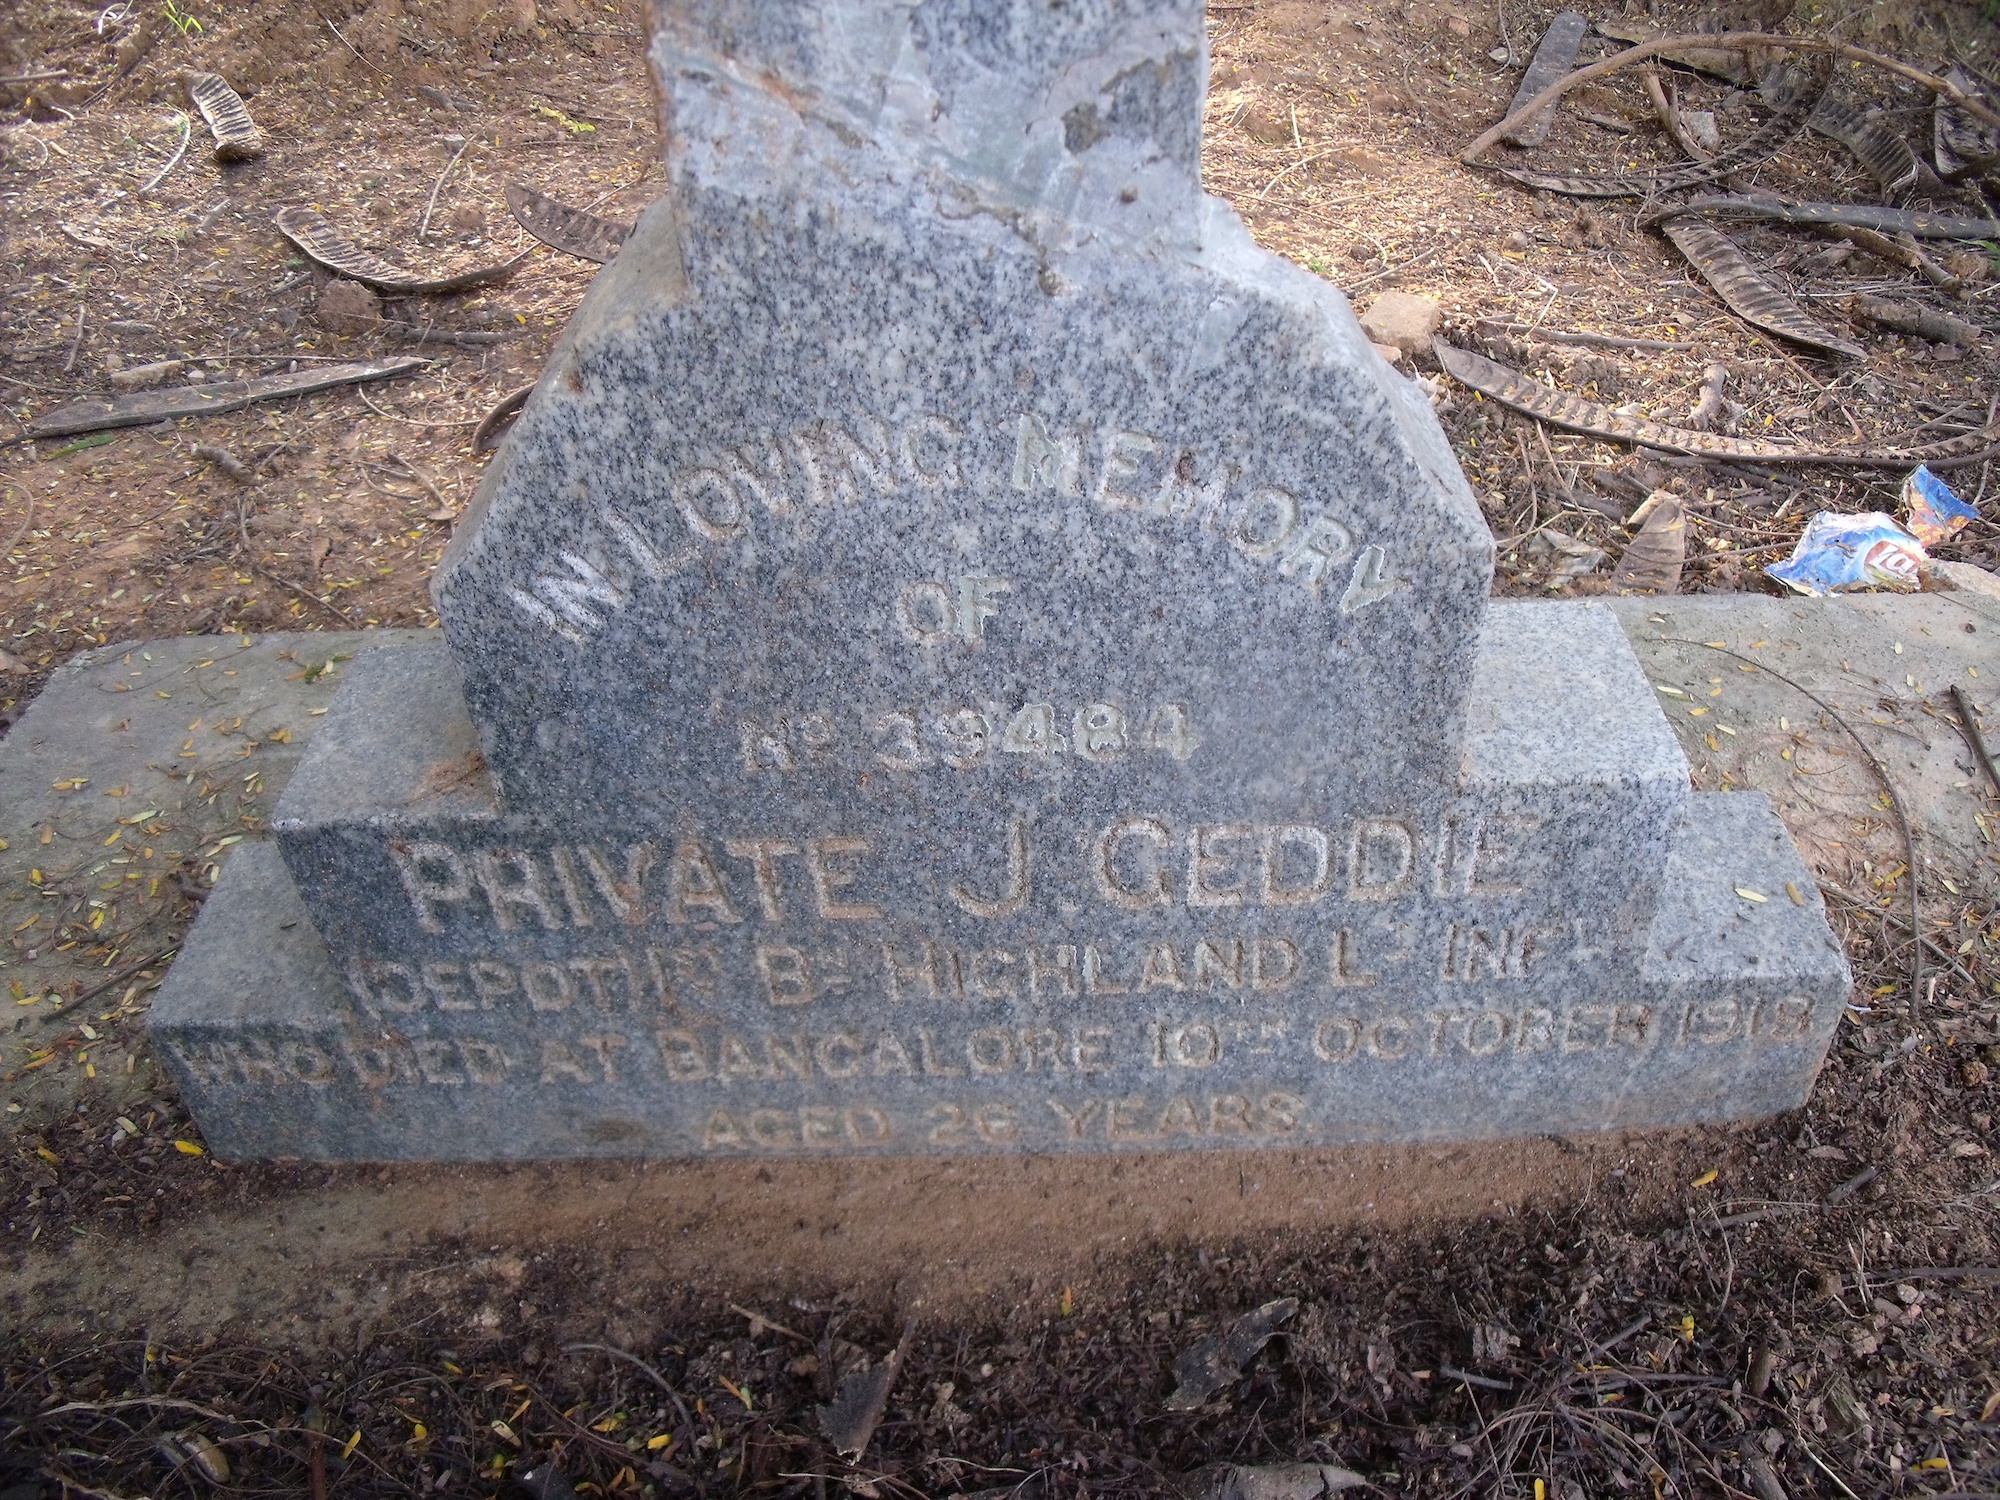 IN LOVING MEMORY
OF
No 39484
PRIVATE J. GEDDIE
(DEPOT) 1ST Bn HIGHLAND LT INFY
WHO DIED AT BANGALORE 10TH OCTOBER 1918
AGED 26 YEARS.